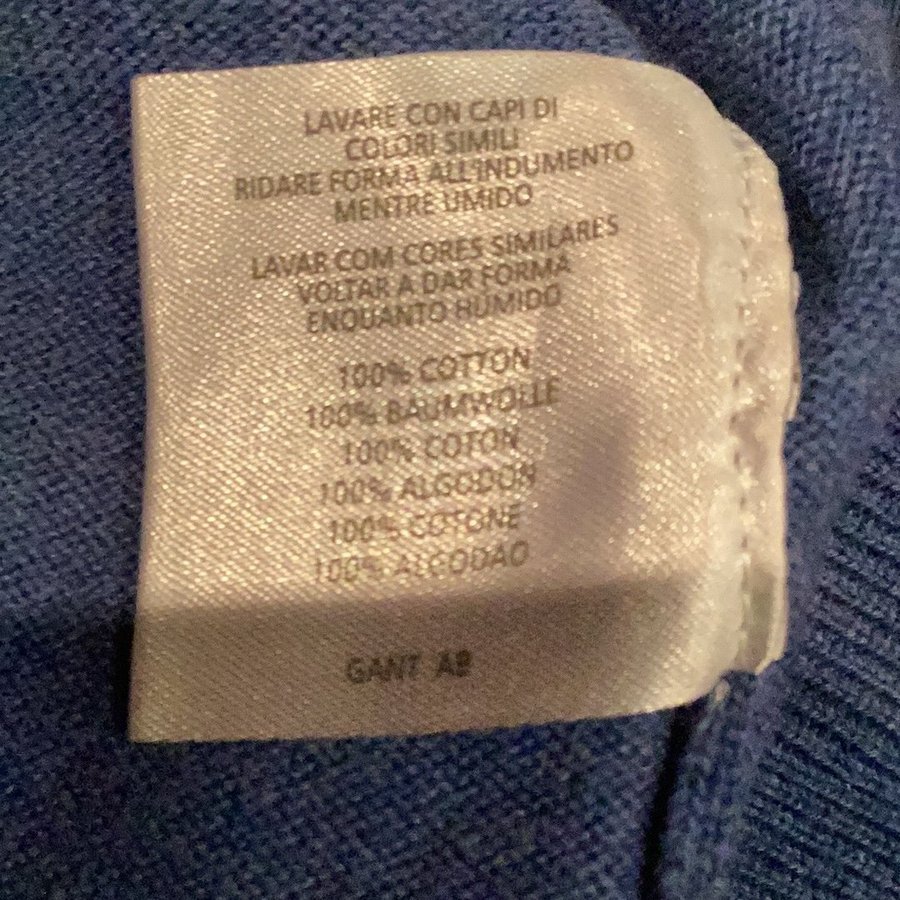 LAVARE CON CAPI DI
COLORI SIMILI
RIDARE FORMA ALL'INDUMENTO
MENTRE UMIDO
LAVAR COM CORES SIMILARES
VOLTAR A DAR FORMA
ENQUANTO HUMIDO
100% COTTON
100% BAUMWOLLE
100% COTON
100% ALGODON
100% COTONE
100% ALGODAO
GANT AB